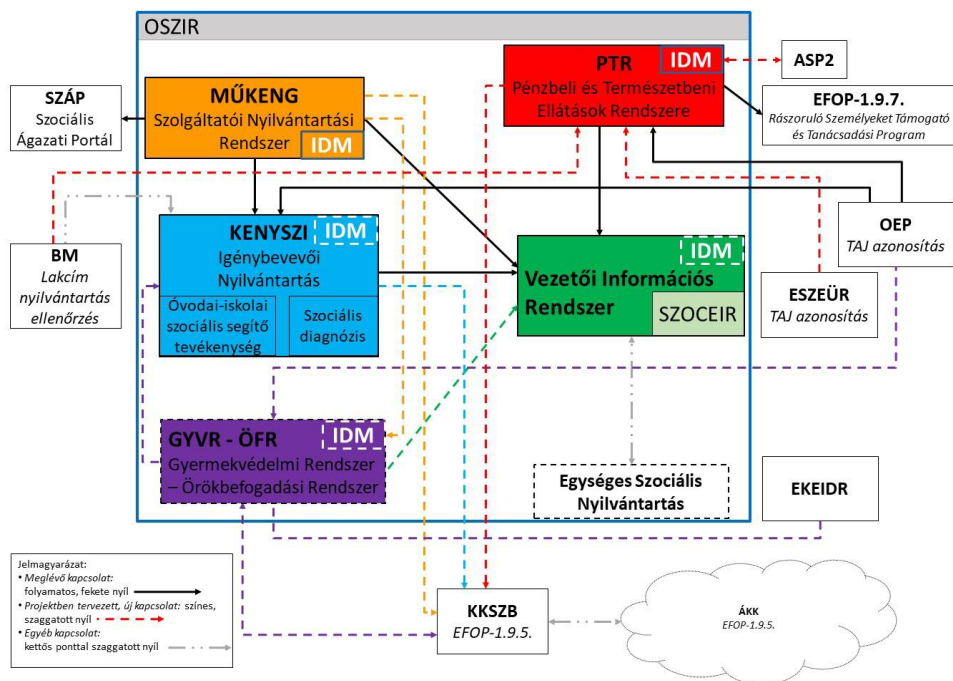 OSZIR
SZÁP
Szociális
Ágazati Portál
MŰKENG
Szolgáltatói Nyilvántartási
Rendszer
IDM
PTR
IDM
Pénzbeli és Természetbeni
Ellátások Rendszere
ASP2
EFOP-1.9.7.
Rászoruló Személyeket Támogató
és Tanácsadási Program
BM
Lakcím
nyilvántartás
ellenőrzés
KENYSZI
IDM
Igénybevevői
Nyilvántartás
Óvodai-iskolai
szociális segítő
tevékenység
Szociális
diagnózis
IDM
Vezetői Információs
Rendszer
SZOCEIR
OEP
TAJ azonosítás
ESZEÜR
TAJ azonosítás
GYVR - ÖFR
IDM
Gyermekvédelmi Rendszer
– Örökbefogadási Rendszer
Egységes Szociális
Nyilvántartás
EKEIDR
Jelmagyarázat:
• Meglévő kapcsolat:
folyamatos, fekete nyíl
• Projektben tervezett, új kapcsolat: színes,
szaggatott nyíl
• Egyéb kapcsolat:
kettős ponttal szaggatott nyíl
KKSZB
EFOP-1.9.5.
ÁKK
EFOP-1.9.5.